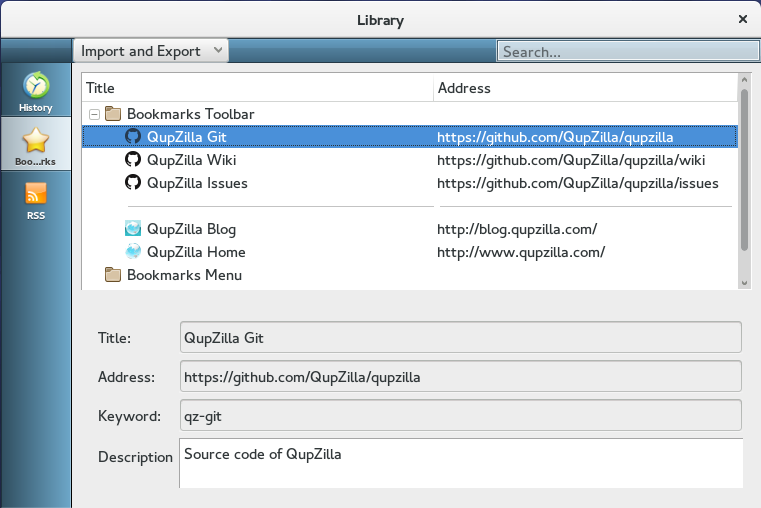 Library
Import and Export
Search...
History
Boo...rks
RSS
Title Address
Bookmarks Toolbar
QupZilla Git https://github.com/QupZilla/qupzilla
QupZilla Wiki https://github.com/QupZilla/qupzilla/wiki
QupZilla Issues https://github.com/QupZilla/qupzilla/issues
QupZilla Blog http://blog.qupzilla.com/
QupZilla Home http://www.qupzilla.com/
Bookmarks Menu
Title: QupZilla Git
Address: https://github.com/QupZilla/qupzilla
Keyword: qz-git
Description Source code of QupZilla